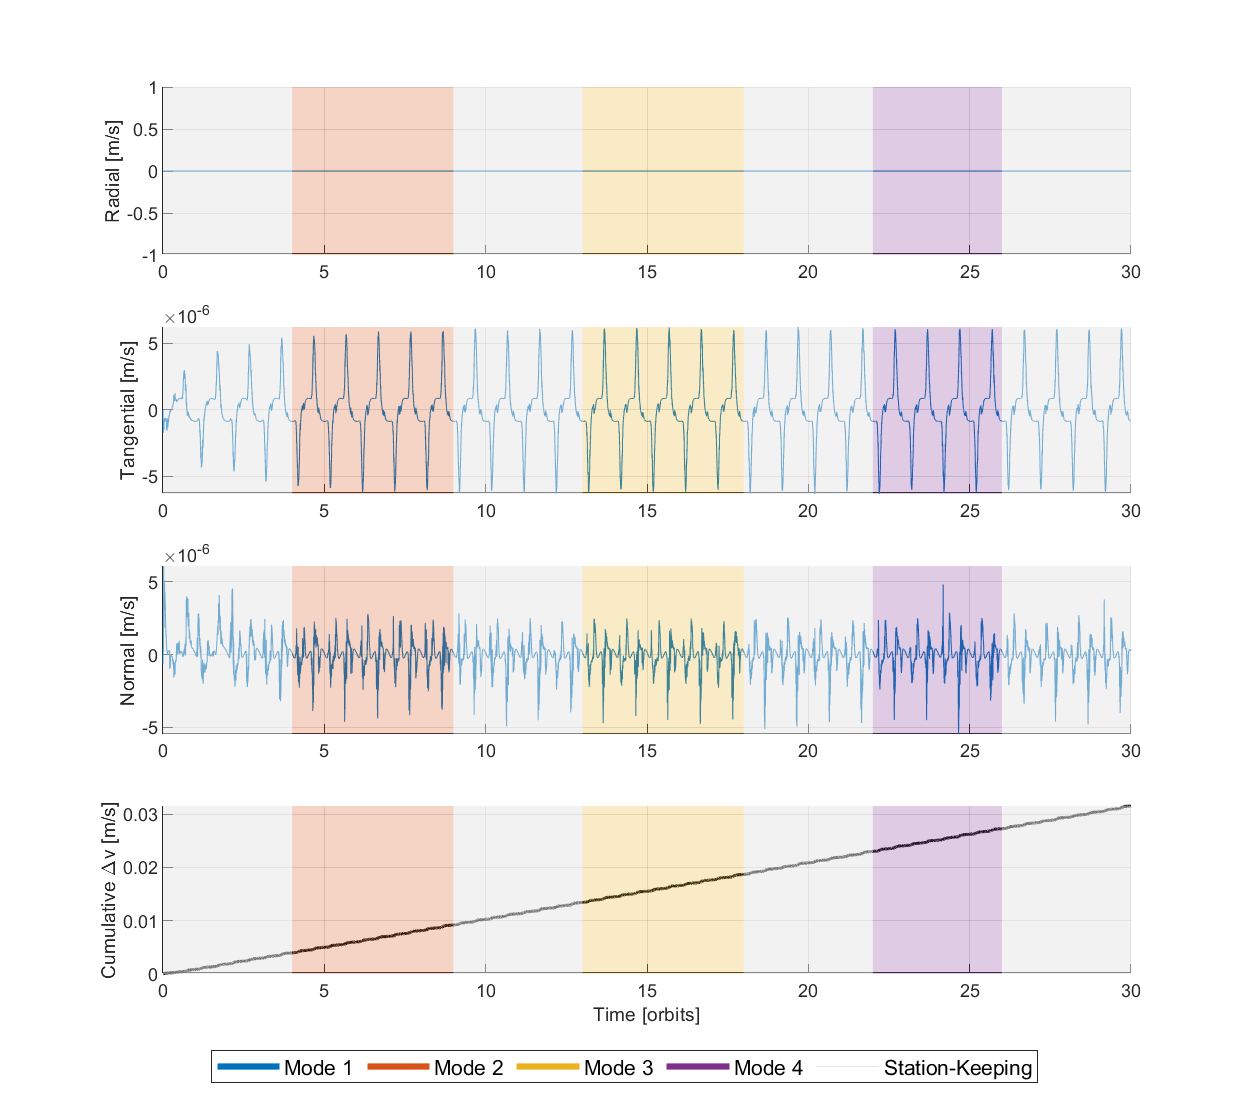 Radial [m/s]
1
0.5
0
-0.5
-1
0 5 10 15 20 25 30
×10-6
Tangential [m/s]
5
0
-5
0 5 10 15 20 25 30
×10-6
Normal [m/s]
5
0
-5
0 5 10 15 20 25 30
Cumulative Δv [m/s]
0.03
0.02
0.01
0
0 5 10 15 20 25 30
Time [orbits]
Mode 1 Mode 2 Mode 3 Mode 4 Station-Keeping